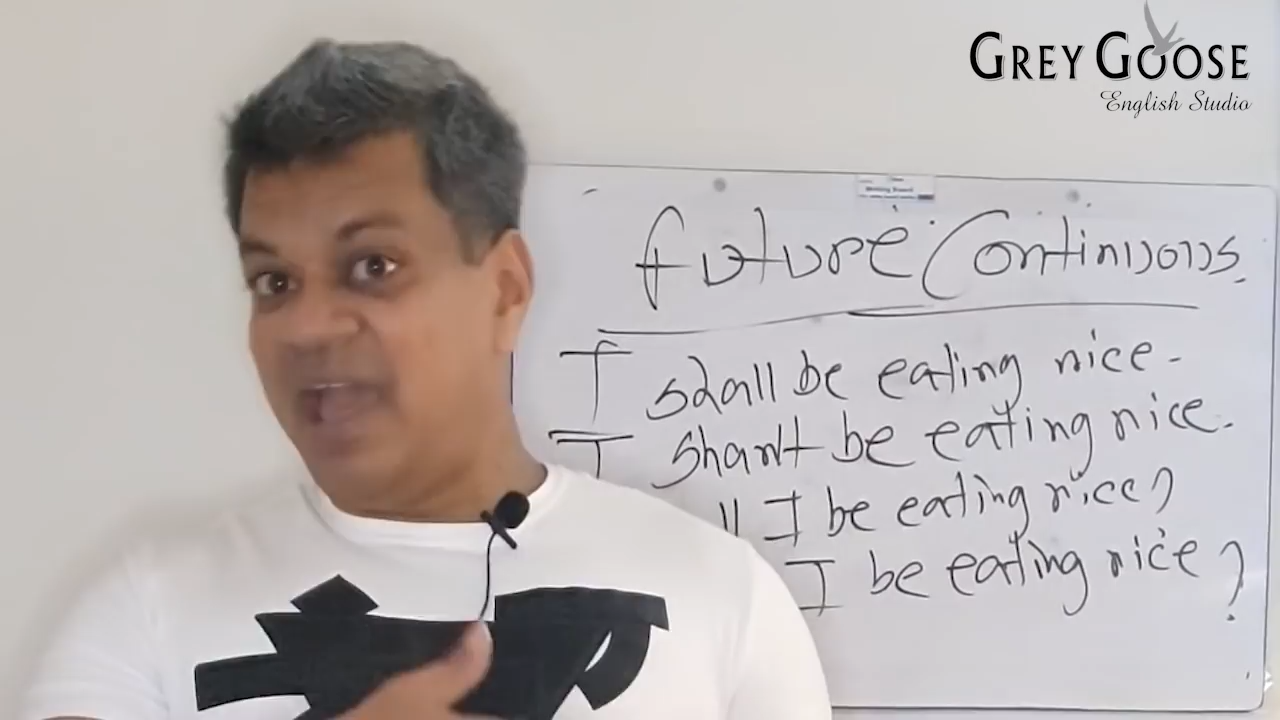 GREY GOOSE
English Studio
Future Continuous
I shall be eating rice.
I shan't be eating rice.
ll I be eating rice?
I be eating rice?